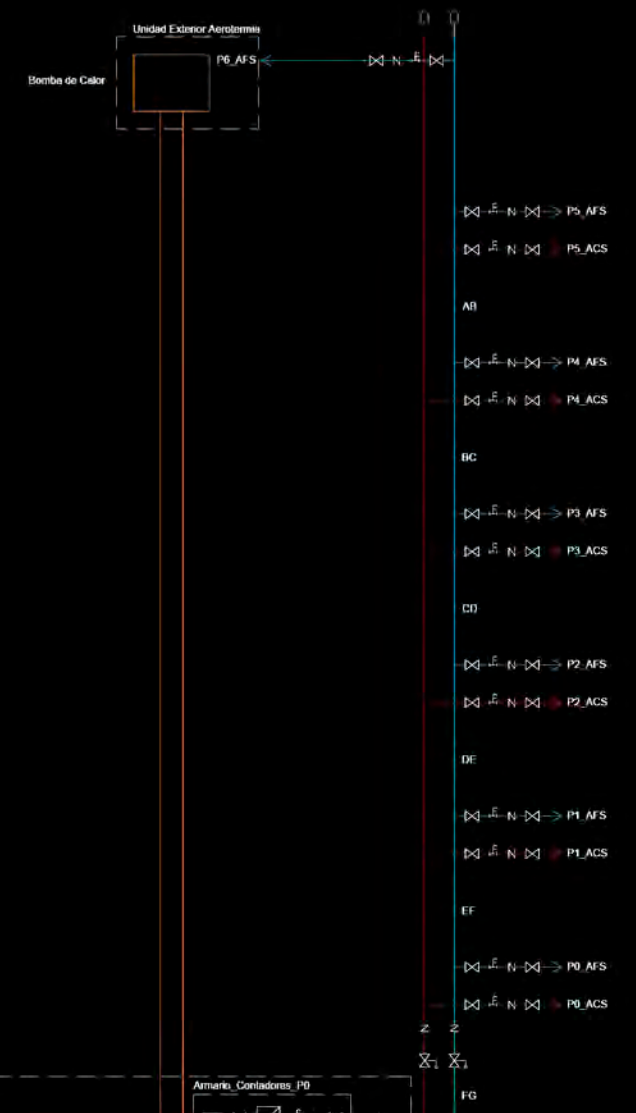 Unidad Exterior Aerotermia
P6_AFS
Bomba de Calor
P5_AFS
P5_ACS
AB
P4_AFS
P4_ACS
BC
P3_AFS
P3_ACS
CD
P2_AFS
P2_ACS
DE
P1_AFS
P1_ACS
EF
P0_AFS
P0_ACS
Armario_Contadores_P0
FG